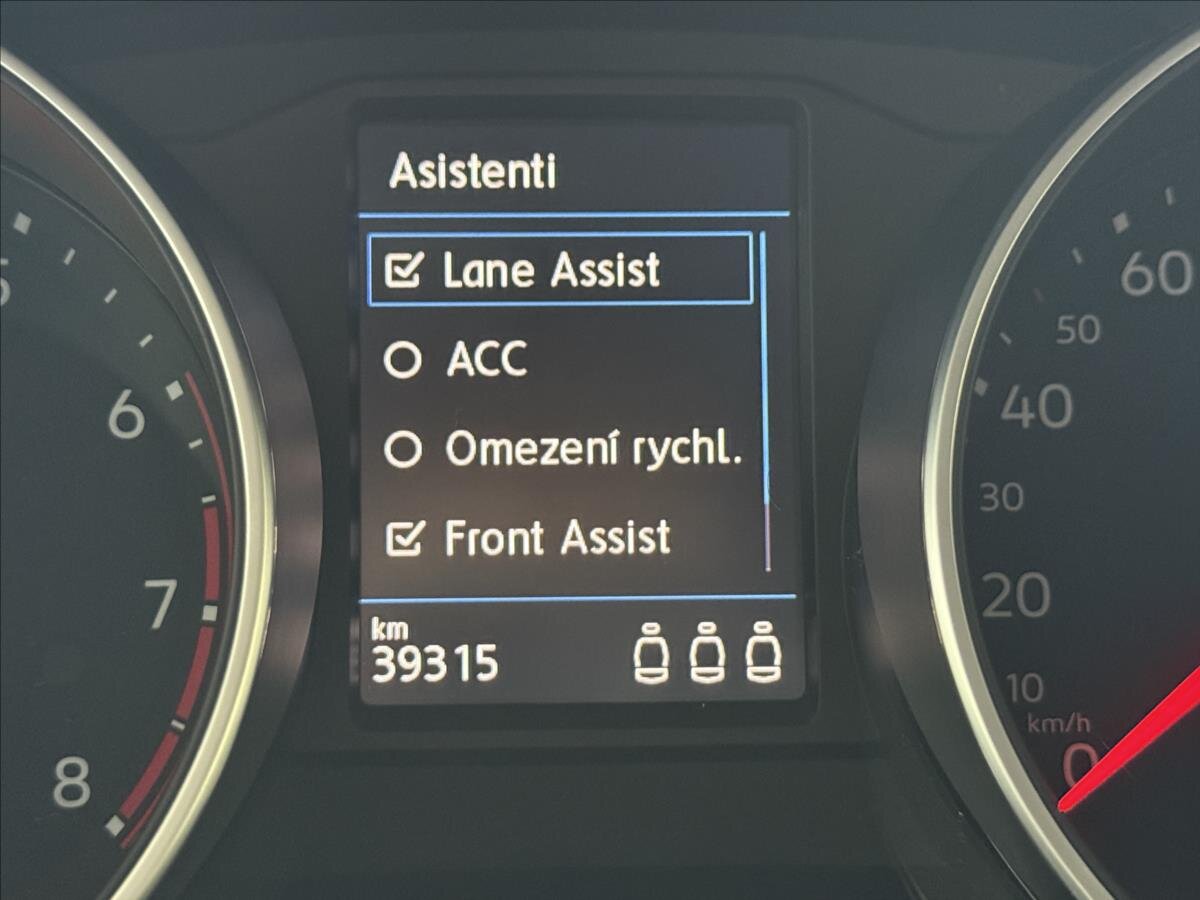 Asistenti
Lane Assist
ACC
Omezení rychl.
Front Assist
km
39315
6
7
8
60
50
40
30
20
10
km/h
0